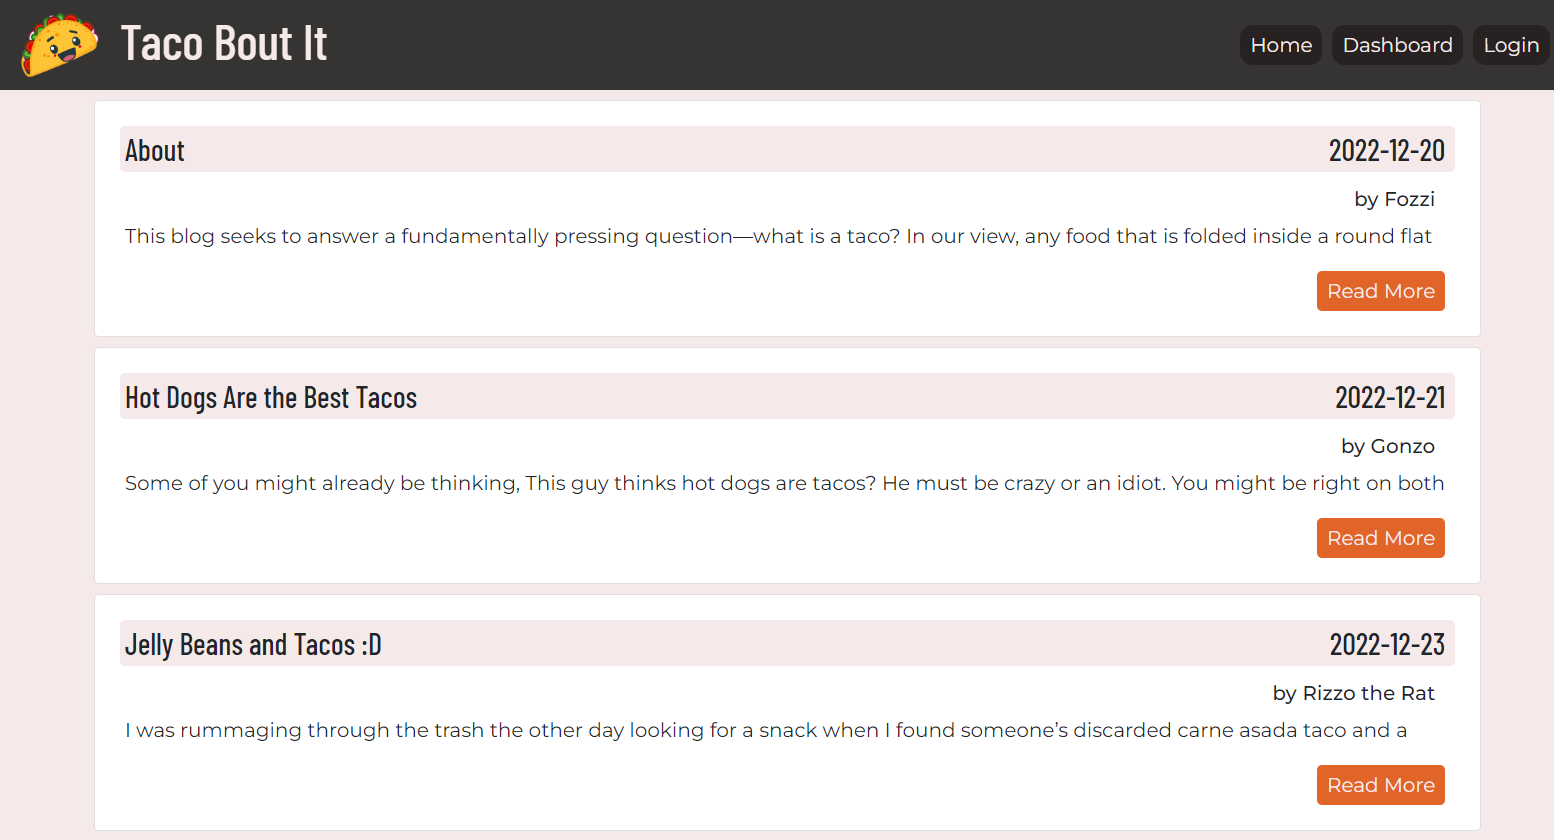 Taco Bout It
Home Dashboard Login
About 2022-12-20
by Fozzi
This blog seeks to answer a fundamentally pressing question—what is a taco? In our view, any food that is folded inside a round flat
Read More
Hot Dogs Are the Best Tacos 2022-12-21
by Gonzo
Some of you might already be thinking, This guy thinks hot dogs are tacos? He must be crazy or an idiot. You might be right on both
Read More
Jelly Beans and Tacos :D 2022-12-23
by Rizzo the Rat
I was rummaging through the trash the other day looking for a snack when I found someone’s discarded carne asada taco and a
Read More